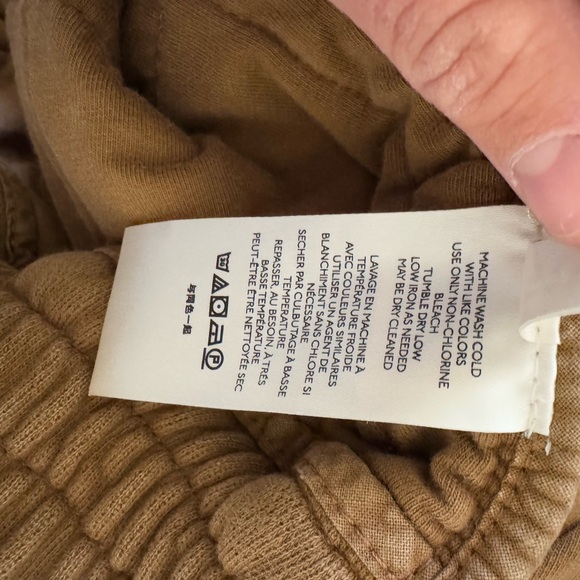 MACHINE WASH COLD
WITH LIKE COLORS
USE ONLY NON-CHLORINE
BLEACH
TUMBLE DRY LOW
LOW IRON AS NEEDED
MAY BE DRY CLEANED
LAVAGE EN MACHINE À
TEMPÉRATURE FROIDE
AVEC COULEURS SIMILAIRES
UTILISER UN AGENT DE
BLANCHIMENT SANS CHLORE SI
NÉCESSAIRE
SECHER PAR CULBUTAGE À BASSE
TEMPERATURE
REPASSER, AU BESOIN, À TRÈS
BASSE TEMPÉRATURE
PEUT-ÊTRE ÊTRE NETTOYÉE SEC
P
与同色一起